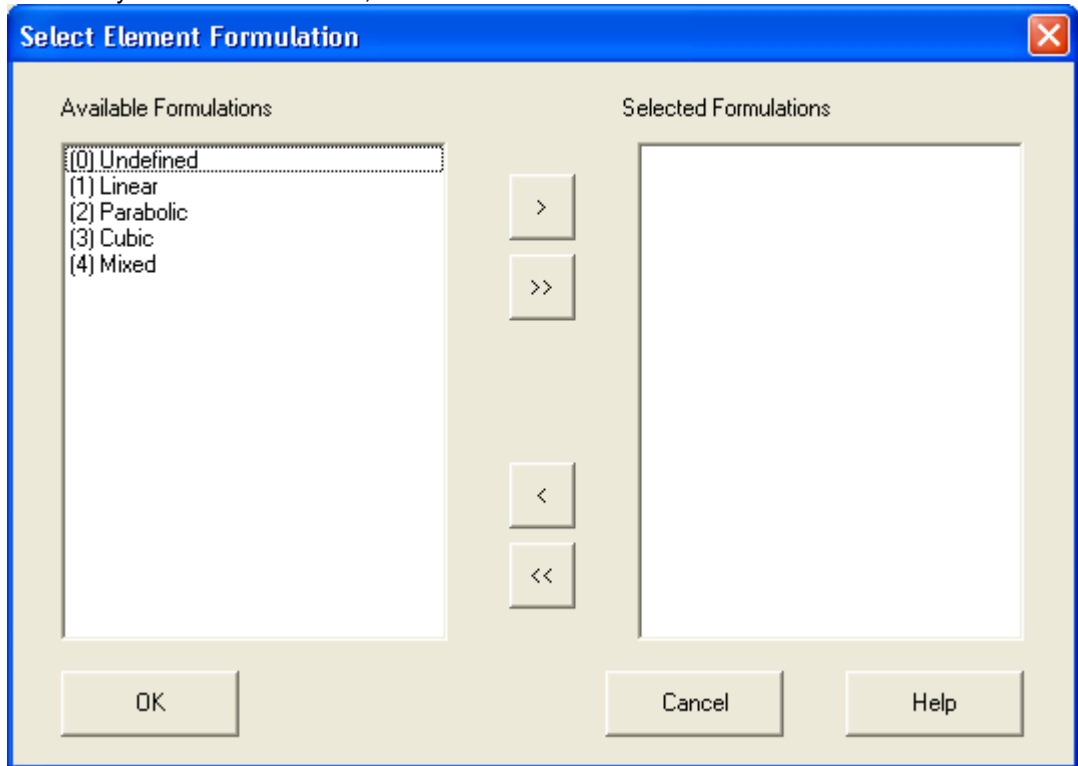 Select Element Formulation
Available Formulations
Selected Formulations
(0) Undefined
(1) Linear
(2) Parabolic
(3) Cubic
(4) Mixed
>
>>
<
<<
OK
Cancel
Help